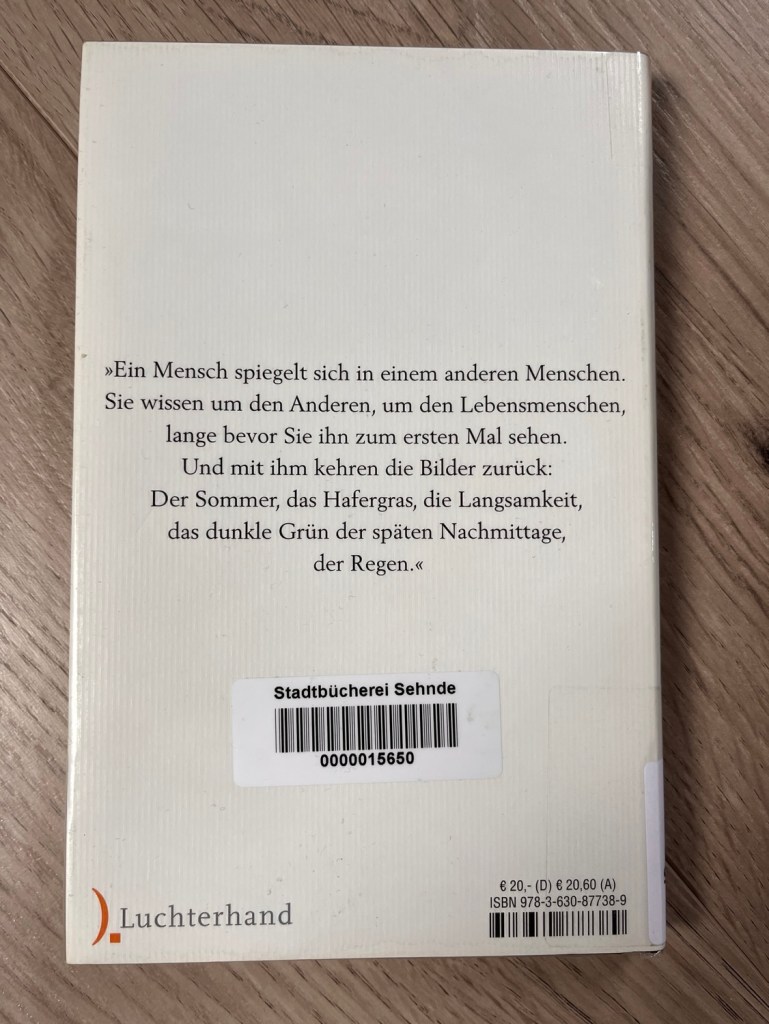 »Ein Mensch spiegelt sich in einem anderen Menschen.
Sie wissen um den Anderen, um den Lebensmenschen,
lange bevor Sie ihn zum ersten Mal sehen.
Und mit ihm kehren die Bilder zurück:
Der Sommer, das Hafergras, die Langsamkeit,
das dunkle Grün der späten Nachmittage,
der Regen.«
Stadtbücherei Sehnde
0000015650
€ 20,- (D) € 20,60 (A)
ISBN 978-3-630-87738-9
Luchterhand